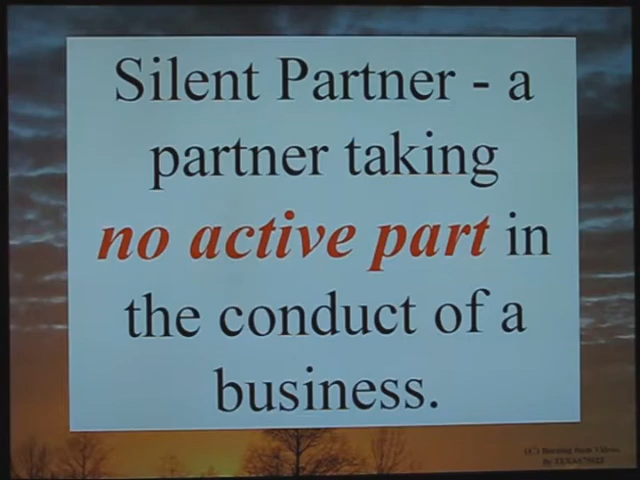 Silent Partner - a
partner taking
no active part in
the conduct of a
business.